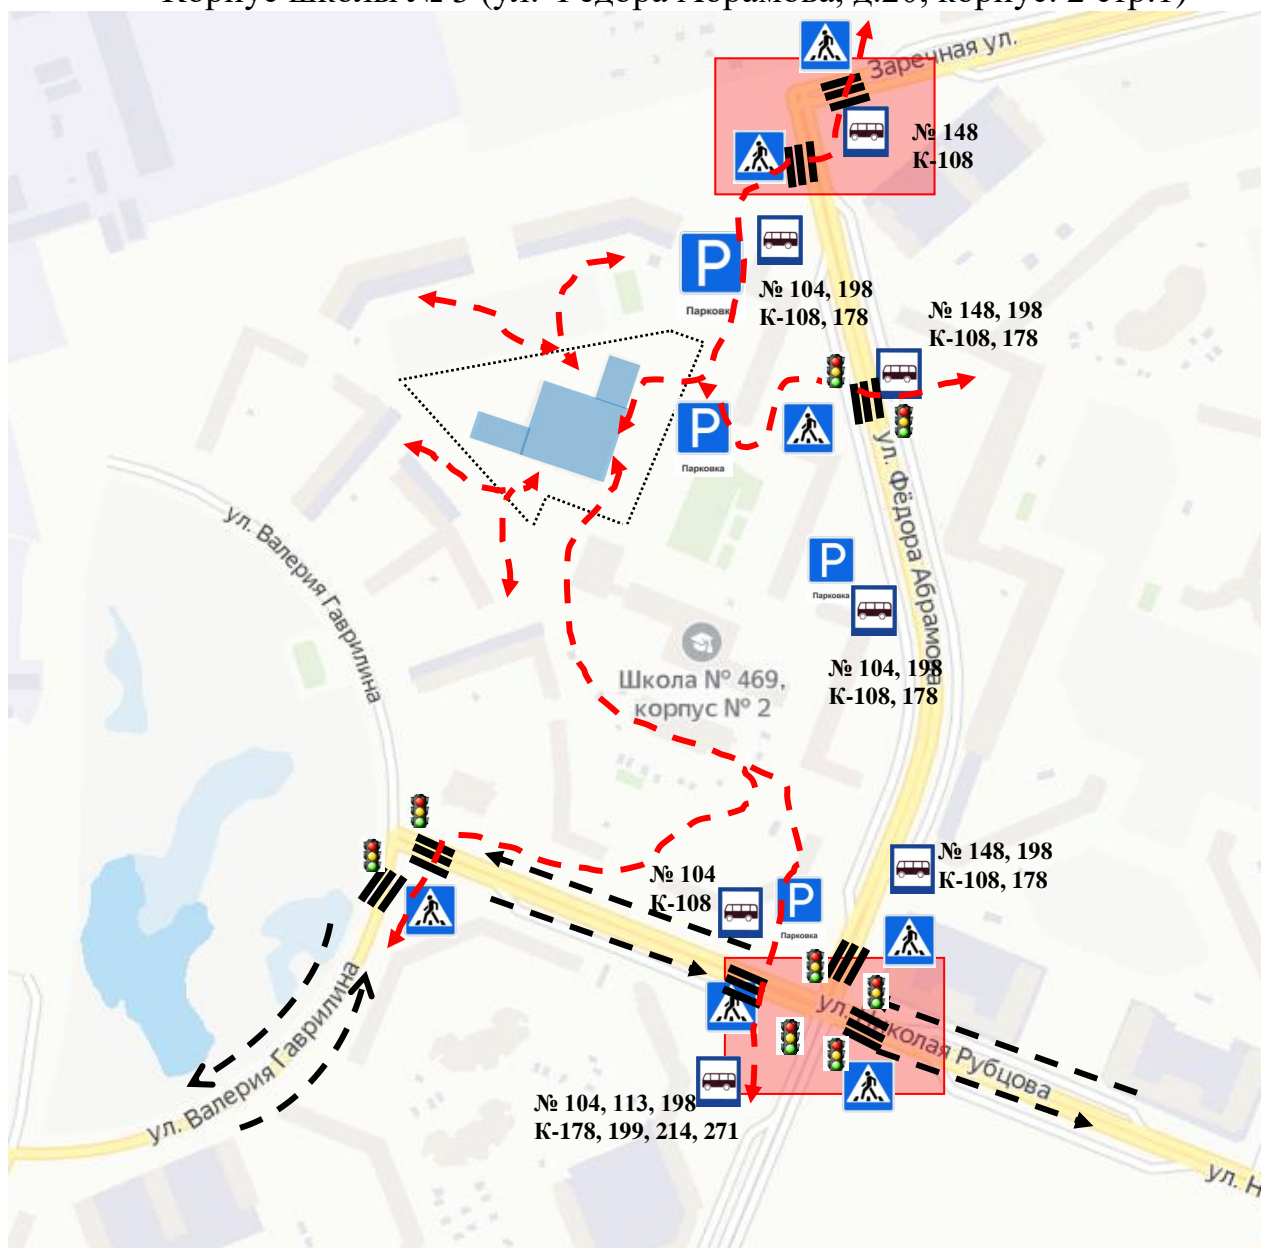 Корпус школы № 3 (ул. Фёдора Абрамова, д.20, корпус. 2 стр.1)
Заречная ул.
№ 148
К-108
Парковка
№ 104, 198
К-108, 178
№ 148, 198
К-108, 178
Парковка
ул. Фёдора Абрамова
ул. Валерия Гаврилина
Парковка
Школа № 469,
корпус № 2
№ 104, 198
К-108, 178
№ 148, 198
К-108, 178
№ 104
К-108
Парковка
ул. Николая Рубцова
ул. Валерия Гаврилина
№ 104, 113, 198
К-178, 199, 214, 271
ул. Н